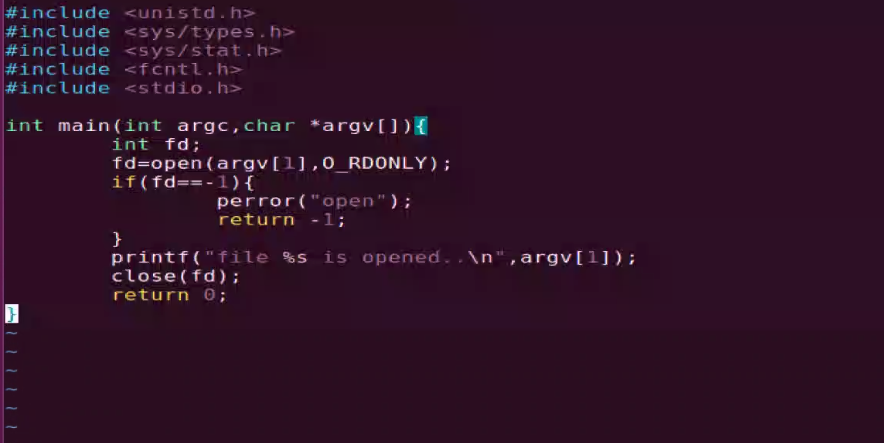 #include <unistd.h>
#include <sys/types.h>
#include <sys/stat.h>
#include <fcntl.h>
#include <stdio.h>

int main(int argc,char *argv[]){
        int fd;
        fd=open(argv[1],O_RDONLY);
        if(fd==-1){
                perror("open");
                return -1;
        }
        printf("file %s is opened..\n",argv[1]);
        close(fd);
        return 0;
}
~
~
~
~
~
~